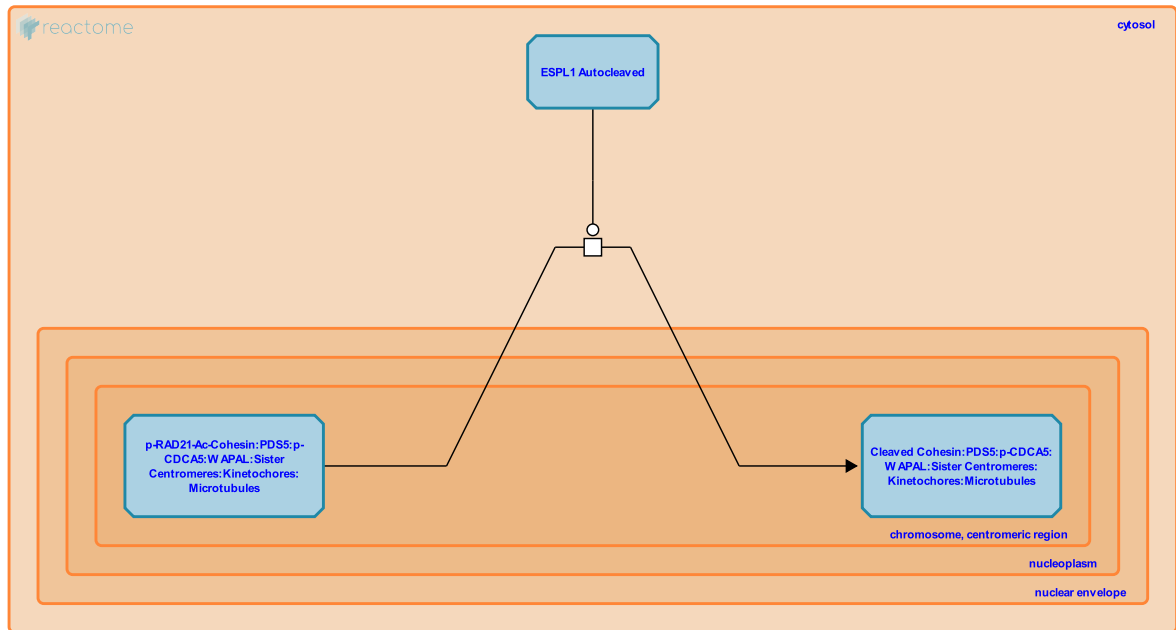 reactome
cytosol
ESPL1 Autocleaved
p-RAD21-Ac-Cohesin:PDS5:p-
CDCA5:WAPAL:Sister
Centromeres:Kinetochores:
Microtubules
Cleaved Cohesin:PDS5:p-CDCA5:
WAPAL:Sister Centromeres:
Kinetochores:Microtubules
chromosome, centromeric region
nucleoplasm
nuclear envelope